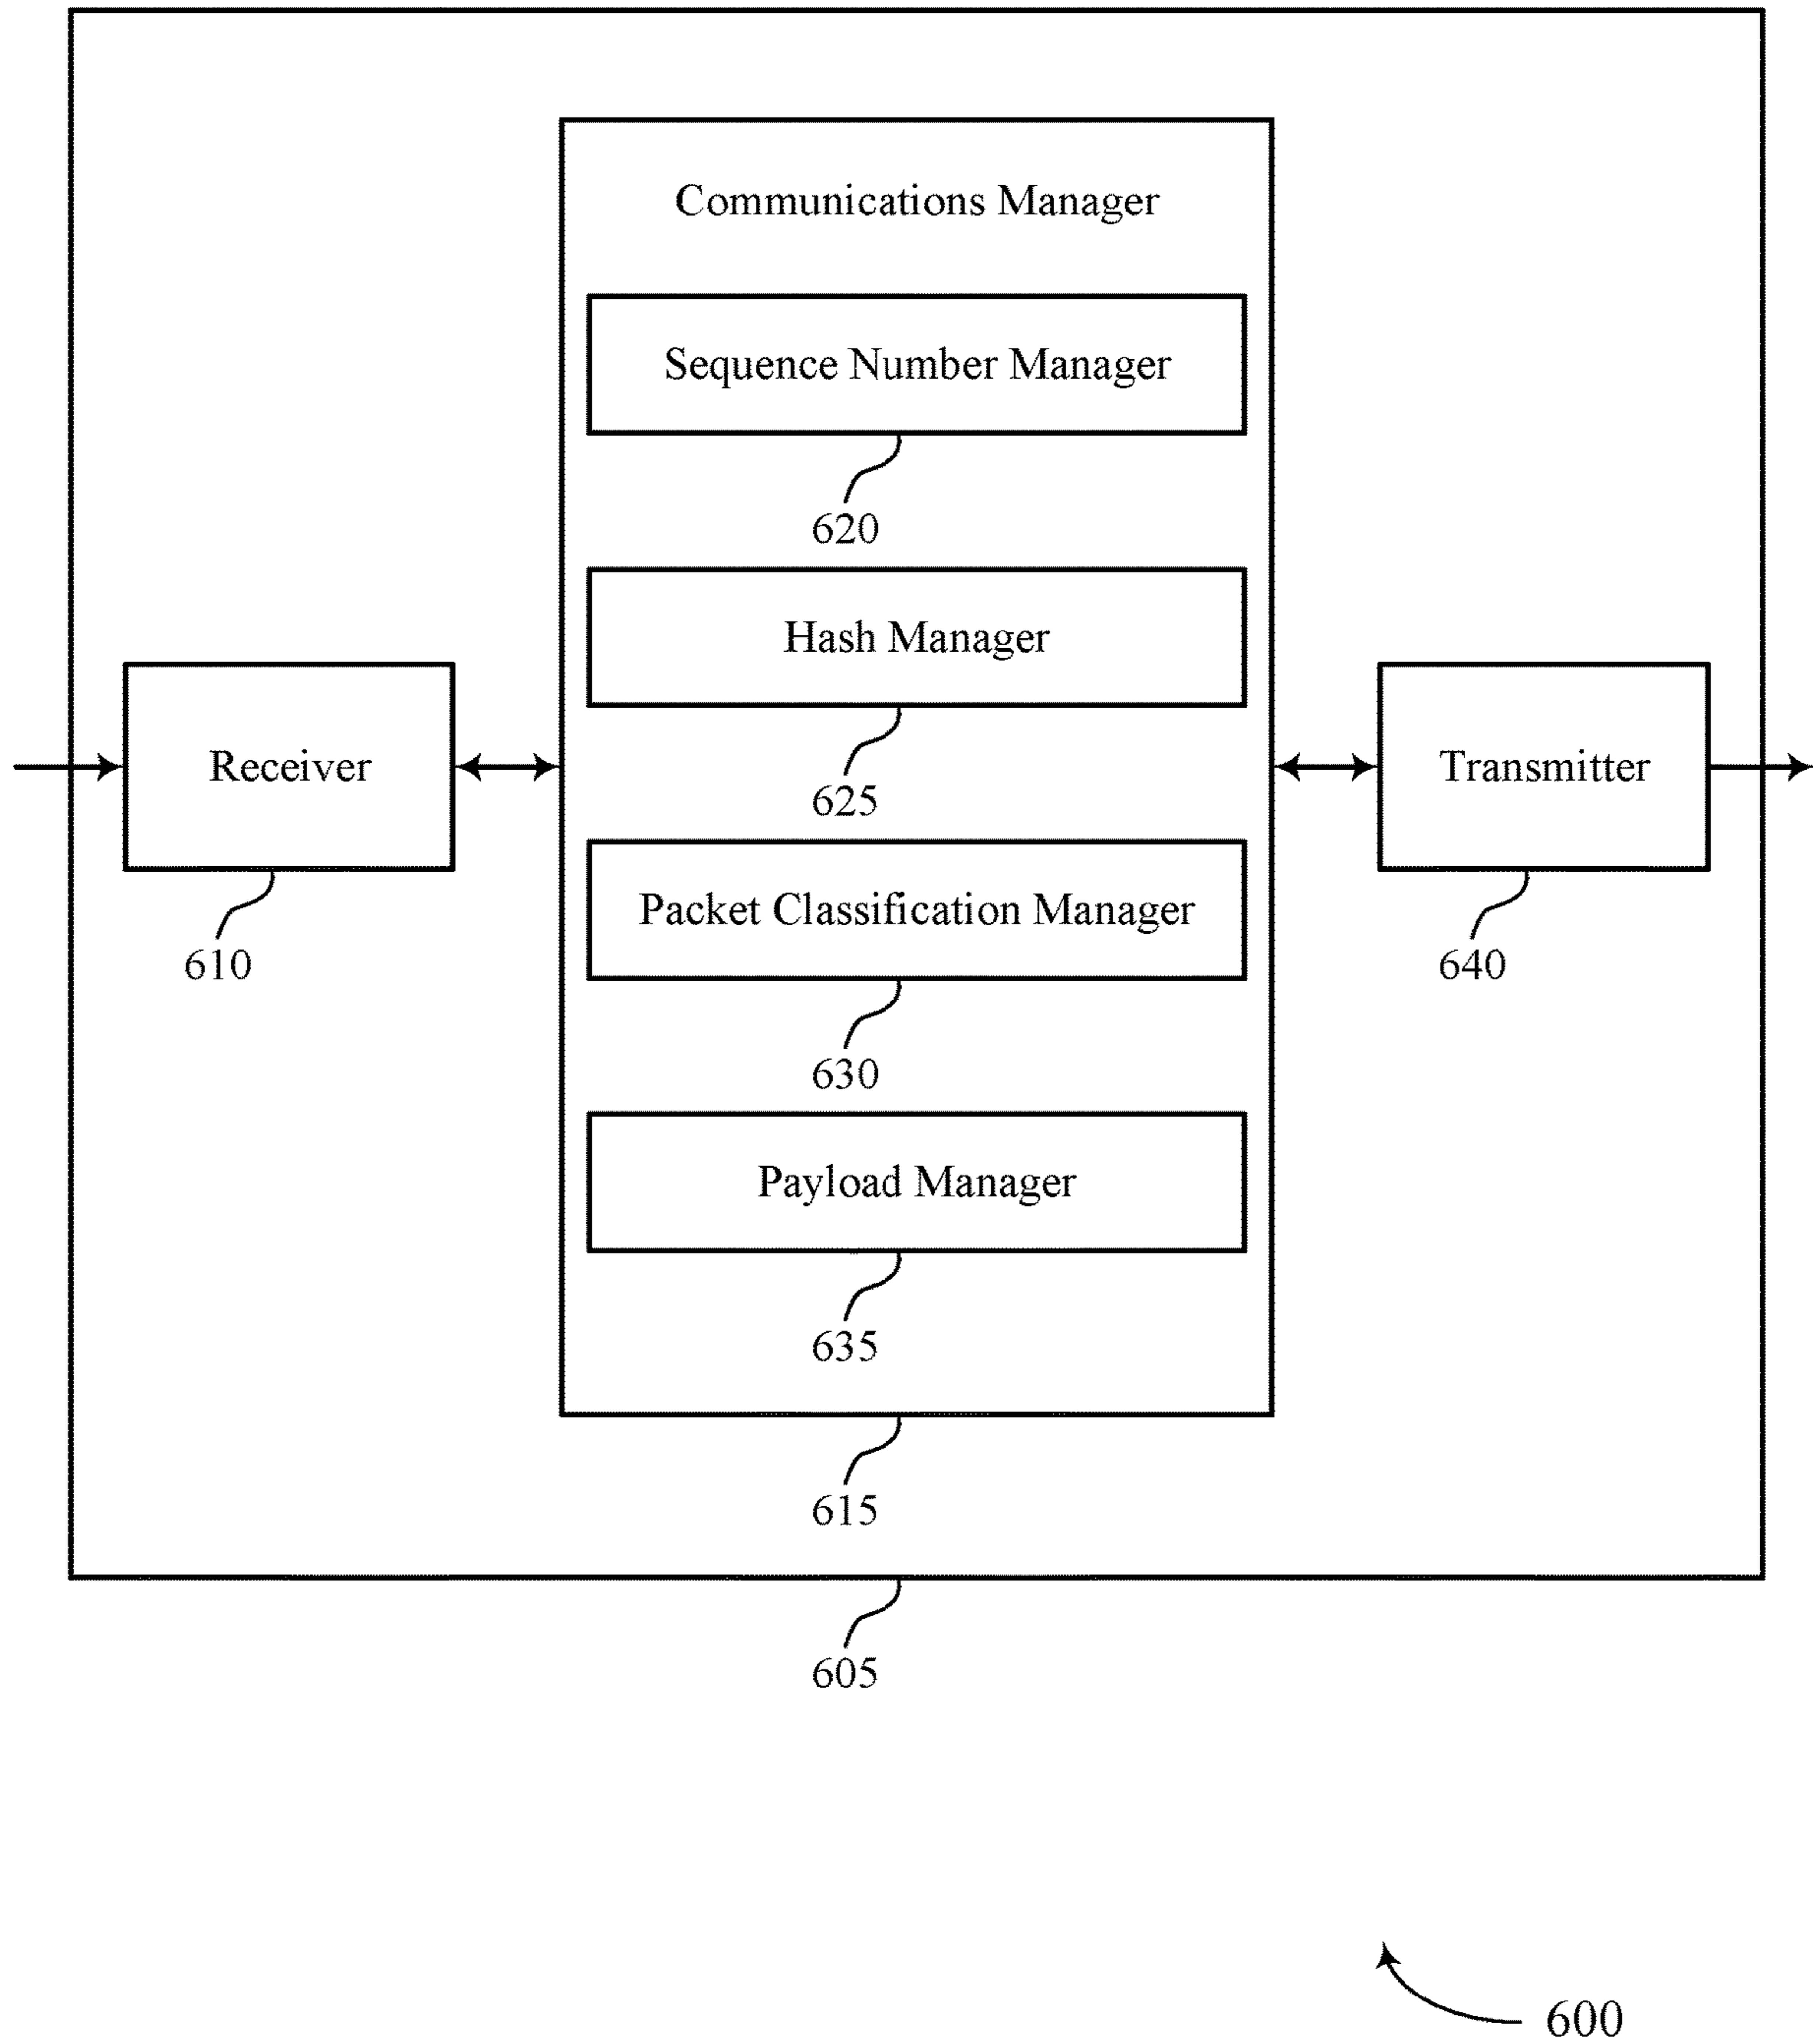 Communications Manager
Sequence Number Manager
620
Hash Manager
625
Receiver
610
Transmitter
640
Packet Classification Manager
630
Payload Manager
635
615
605
600